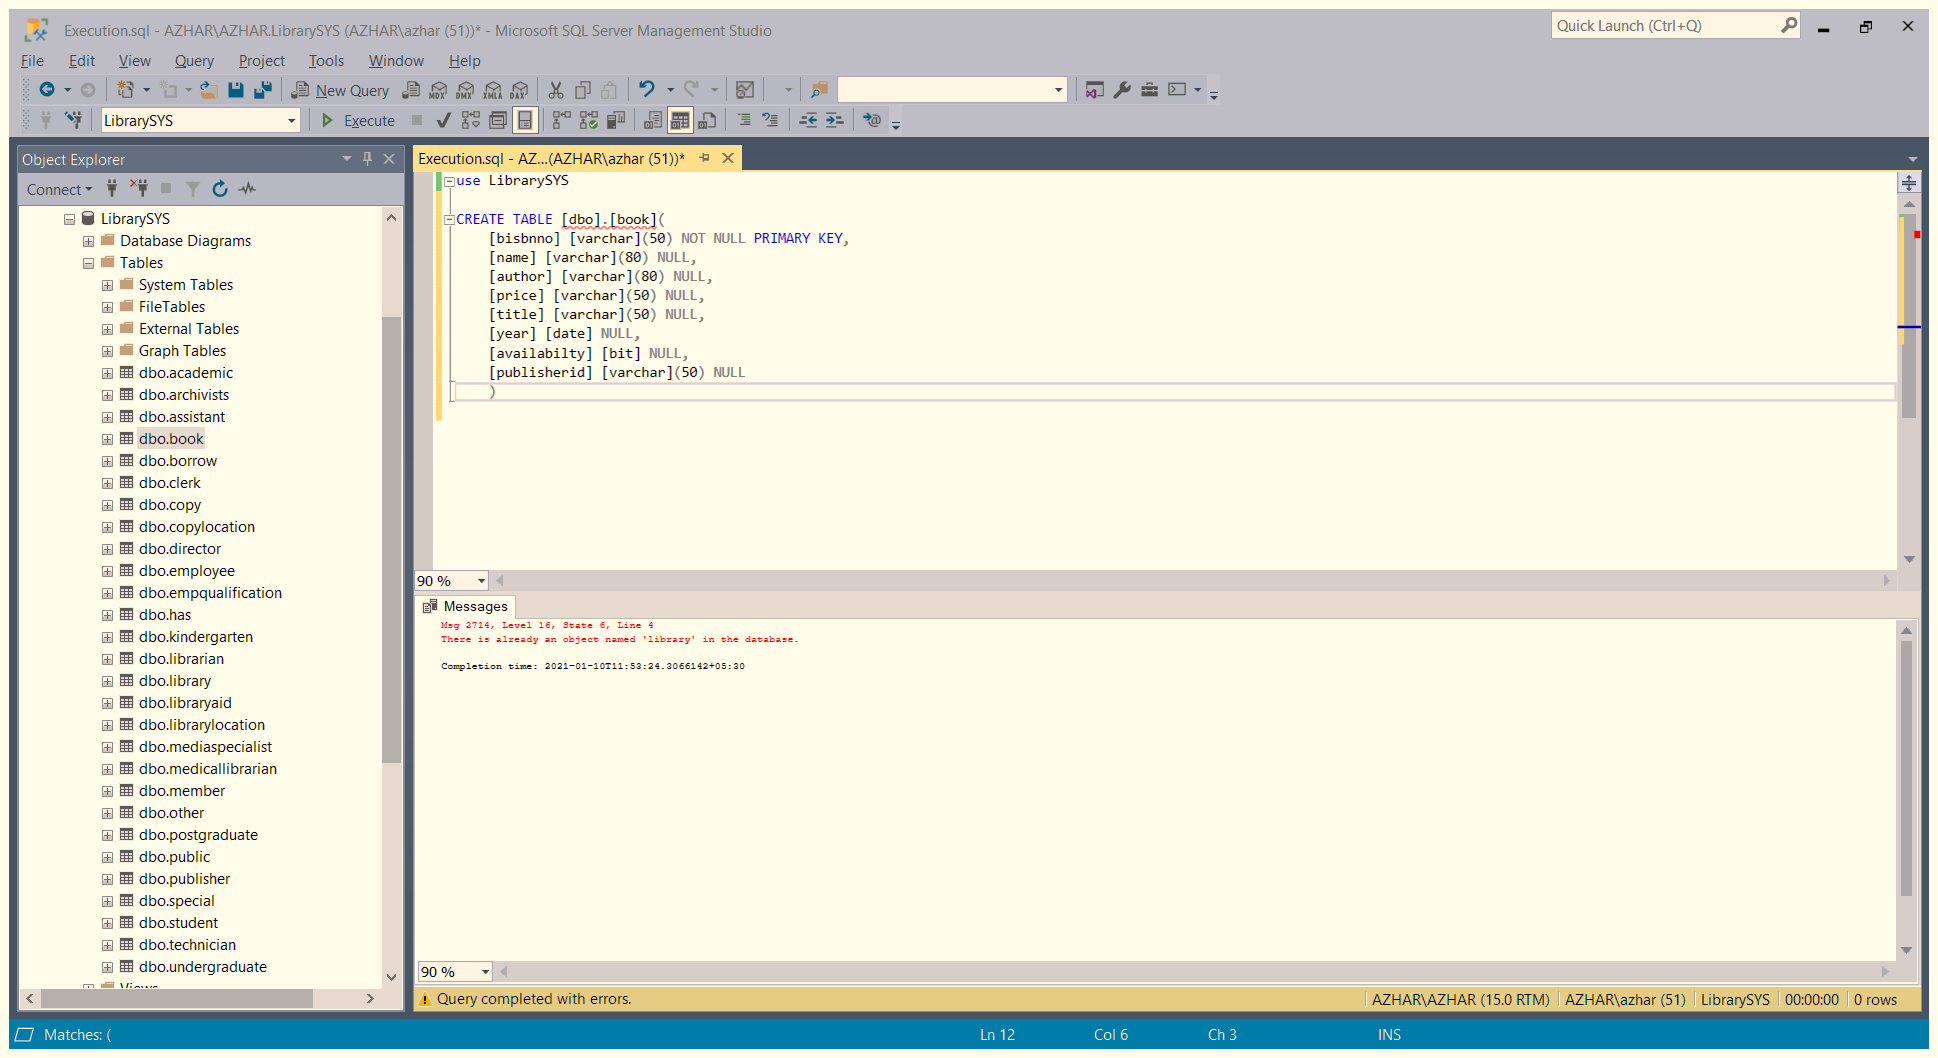 Execution.sql - AZHAR\AZHAR.LibrarySYS (AZHAR\azhar (51))* - Microsoft SQL Server Management Studio
Quick Launch (Ctrl+Q)
File Edit View Query Project Tools Window Help
New Query MDX DMX XMLA DAX
LibrarySYS Execute
Object Explorer
Connect
LibrarySYS
Database Diagrams
Tables
System Tables
FileTables
External Tables
Graph Tables
dbo.academic
dbo.archivists
dbo.assistant
dbo.book
dbo.borrow
dbo.clerk
dbo.copy
dbo.copylocation
dbo.director
dbo.employee
dbo.empqualification
dbo.has
dbo.kindergarten
dbo.librarian
dbo.library
dbo.libraryaid
dbo.librarylocation
dbo.mediaspecialist
dbo.medicallibrarian
dbo.member
dbo.other
dbo.postgraduate
dbo.public
dbo.publisher
dbo.special
dbo.student
dbo.technician
dbo.undergraduate
Views
Execution.sql - AZ...(AZHAR\azhar (51))*
use LibrarySYS
CREATE TABLE [dbo].[book](
[bisbnno] [varchar](50) NOT NULL PRIMARY KEY,
[name] [varchar](80) NULL,
[author] [varchar](80) NULL,
[price] [varchar](50) NULL,
[title] [varchar](50) NULL,
[year] [date] NULL,
[availabilty] [bit] NULL,
[publisherid] [varchar](50) NULL
)
90 %
Messages
Msg 2714, Level 16, State 6, Line 4
There is already an object named 'library' in the database.
Completion time: 2021-01-10T11:53:24.3066142+05:30
90 %
Query completed with errors.
AZHAR\AZHAR (15.0 RTM) AZHAR\azhar (51) LibrarySYS 00:00:00 0 rows
Matches: (
Ln 12 Col 6 Ch 3 INS